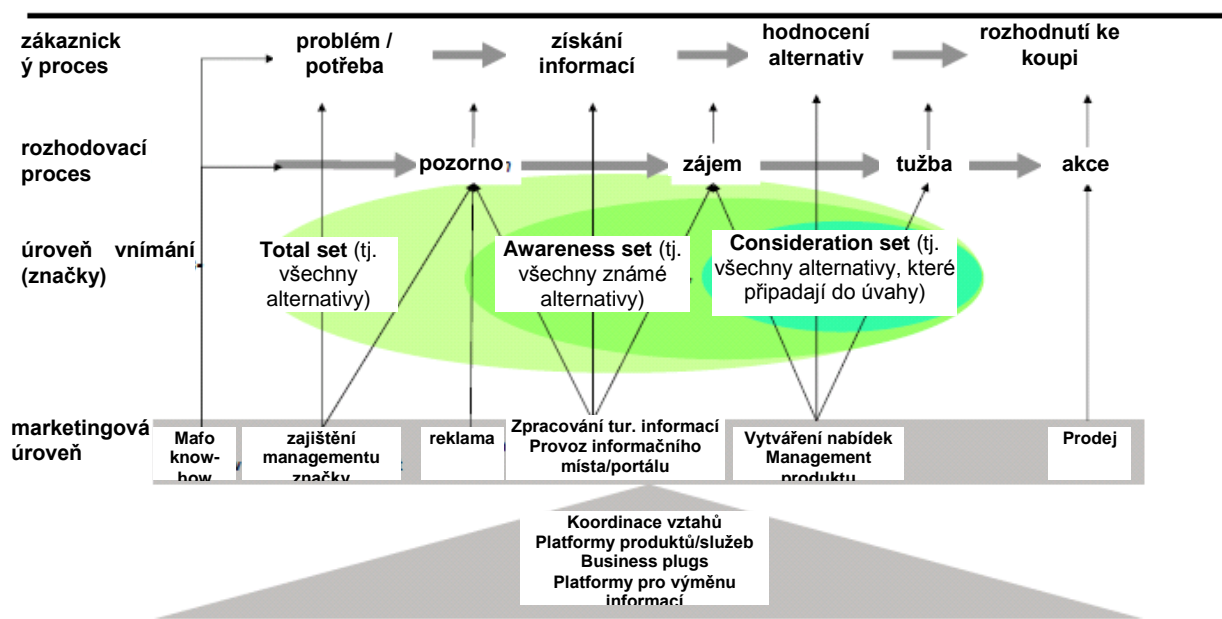 zákaznick
ý proces
problém /
potřeba
získání
informací
hodnocení
alternativ
rozhodnutí ke
koupi
rozhodovací
proces
pozorno
zájem
tužba
akce
úroveň vnímání
(značky)
Total set (tj.
všechny
alternativy)
Awareness set (tj.
všechny známé
alternativy)
Consideration set (tj.
všechny alternativy, které
připadají do úvahy)
marketingová
úroveň
Mafo
know-
how
zajištění
managementu
značky
reklama
Zpracování tur. informací
Provoz informačního
místa/portálu
Vytváření nabídek
Management
produktu
Prodej
Koordinace vztahů
Platformy produktů/služeb
Business plugs
Platformy pro výměnu
informací